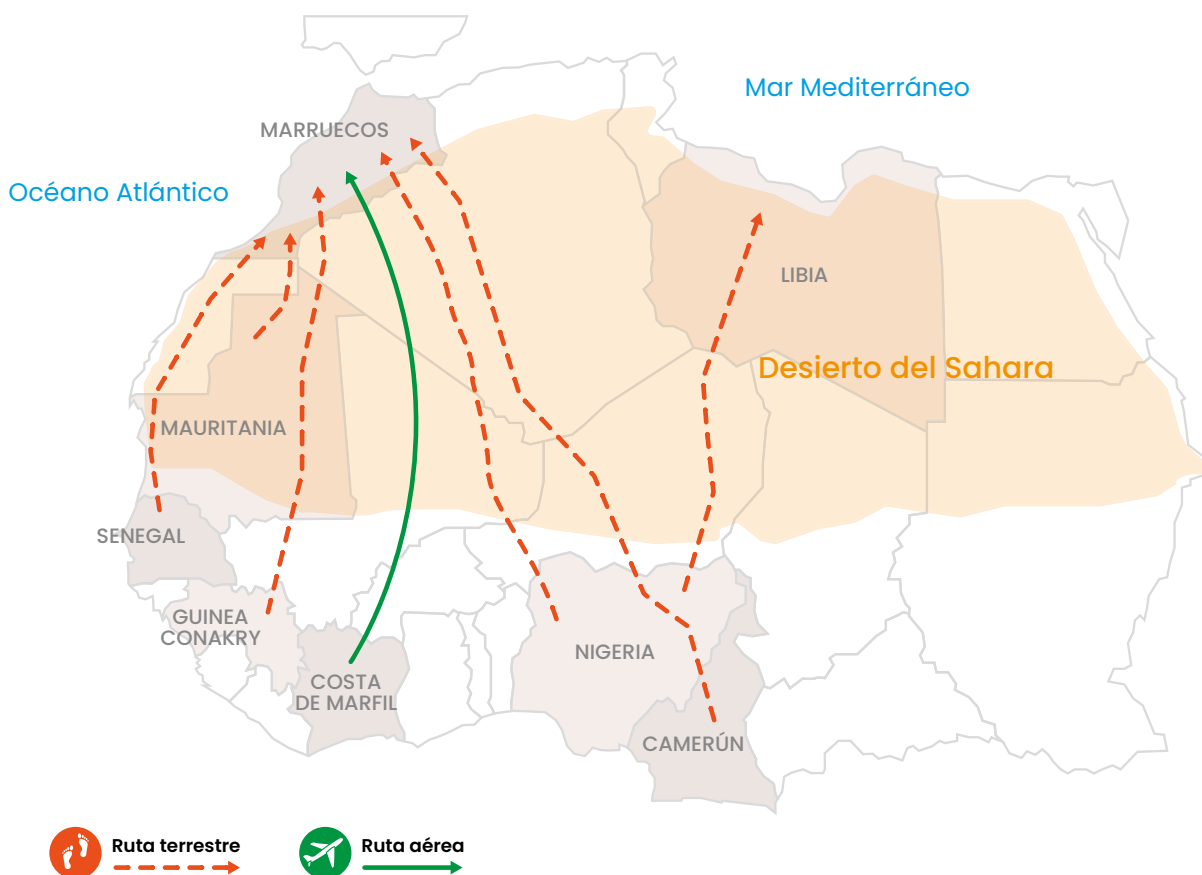 Mar Mediterráneo
MARRUECOS
Océano Atlántico
LIBIA
Desierto del Sahara
MAURITANIA
SENEGAL
GUINEA
CONAKRY
NIGERIA
COSTA
DE MARFIL
CAMERÚN
Ruta terrestre
Ruta aérea